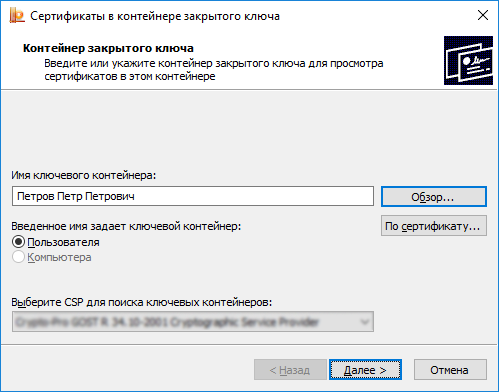 Сертификаты в контейнере закрытого ключа
Контейнер закрытого ключа
Введите или укажите контейнер закрытого ключа для просмотра
сертификатов в этом контейнере
Имя ключевого контейнера:
Петров Петр Петрович
Обзор...
Введенное имя задает ключевой контейнер:
По сертификату...
Пользователя
Компьютера
Выберите CSP для поиска ключевых контейнеров:
Crypto-Pro GOST R 34.10-2001 Cryptographic Service Provider
< Назад
Далее >
Отмена